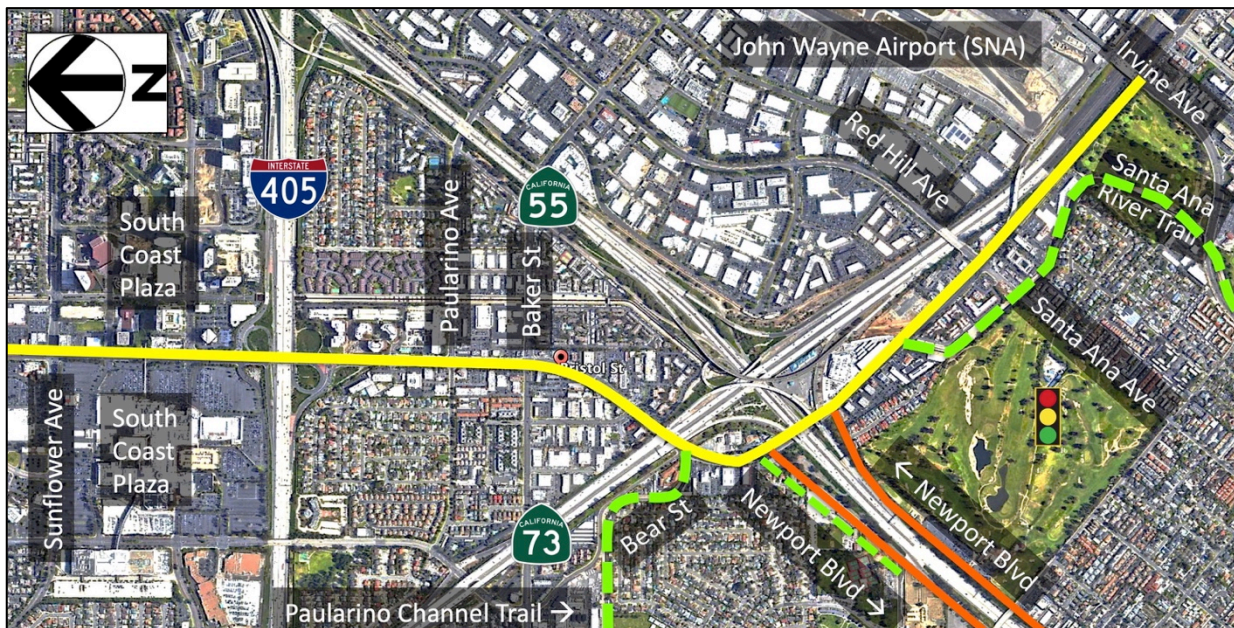 N
INTERSTATE
405
CALIFORNIA
55
CALIFORNIA
73
John Wayne Airport (SNA)
Irvine Ave
Red Hill Ave
Santa Ana
River Trail
Santa Ana Ave
South
Coast
Plaza
Paularino Ave
Baker St
Bristol St
Sunflower Ave
South
Coast
Plaza
Bear St
Newport Blvd →
← Newport Blvd
Paularino Channel Trail →